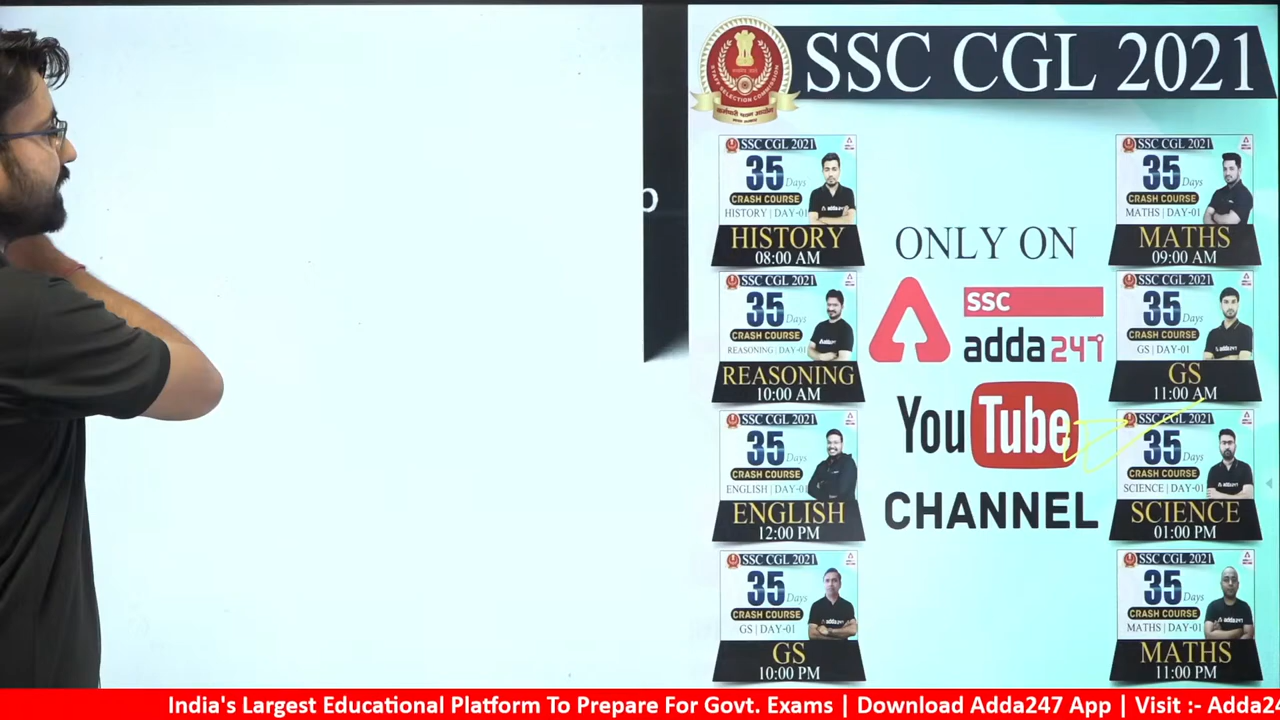 SSC CGL 2021
SSC CGL 2021
35
Days
CRASH COURSE
HISTORY | DAY-01
HISTORY
08:00 AM
SSC CGL 2021
35
Days
CRASH COURSE
MATHS | DAY-01
MATHS
09:00 AM
SSC CGL 2021
35
Days
CRASH COURSE
REASONING | DAY-01
REASONING
10:00 AM
ONLY ON
SSC
adda247
YouTube
CHANNEL
SSC CGL 2021
35
Days
CRASH COURSE
GS | DAY-01
GS
11:00 AM
SSC CGL 2021
35
Days
CRASH COURSE
ENGLISH | DAY-01
ENGLISH
12:00 PM
SSC CGL 2021
35
Days
CRASH COURSE
SCIENCE | DAY-01
SCIENCE
01:00 PM
SSC CGL 2021
35
Days
CRASH COURSE
GS | DAY-01
GS
10:00 PM
SSC CGL 2021
35
Days
CRASH COURSE
MATHS | DAY-01
MATHS
11:00 PM
India's Largest Educational Platform To Prepare For Govt. Exams | Download Adda247 App | Visit :- Adda24